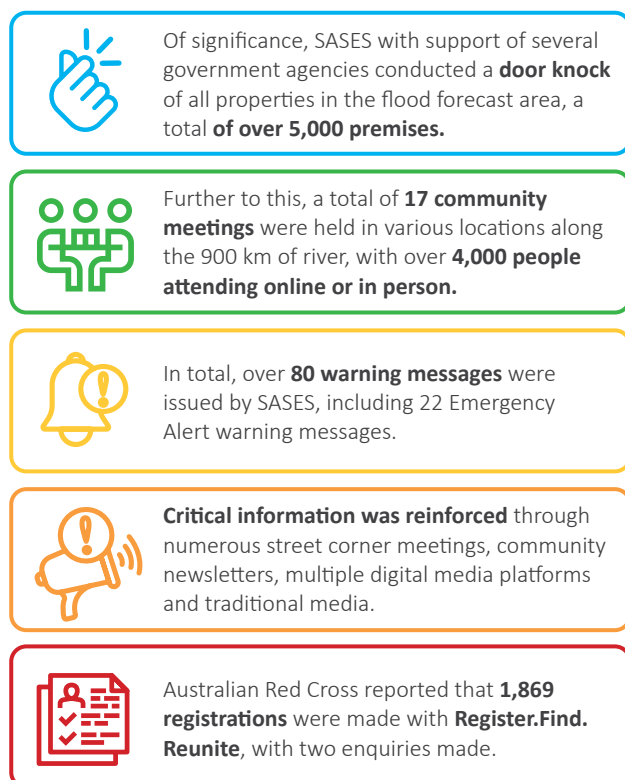 Of significance, SASES with support of several
government agencies conducted a door knock
of all properties in the flood forecast area, a
total of over 5,000 premises.
Further to this, a total of 17 community
meetings were held in various locations along
the 900 km of river, with over 4,000 people
attending online or in person.
In total, over 80 warning messages were
issued by SASES, including 22 Emergency
Alert warning messages.
Critical information was reinforced through
numerous street corner meetings, community
newsletters, multiple digital media platforms
and traditional media.
Australian Red Cross reported that 1,869
registrations were made with Register.Find.
Reunite, with two enquiries made.